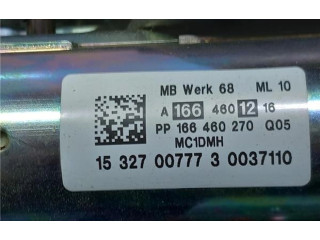 MB Werk 68 ML 10
A 166 460 12 16
PP 166 460 270 Q05
MC1DMH
15 327 00777 3 0037110